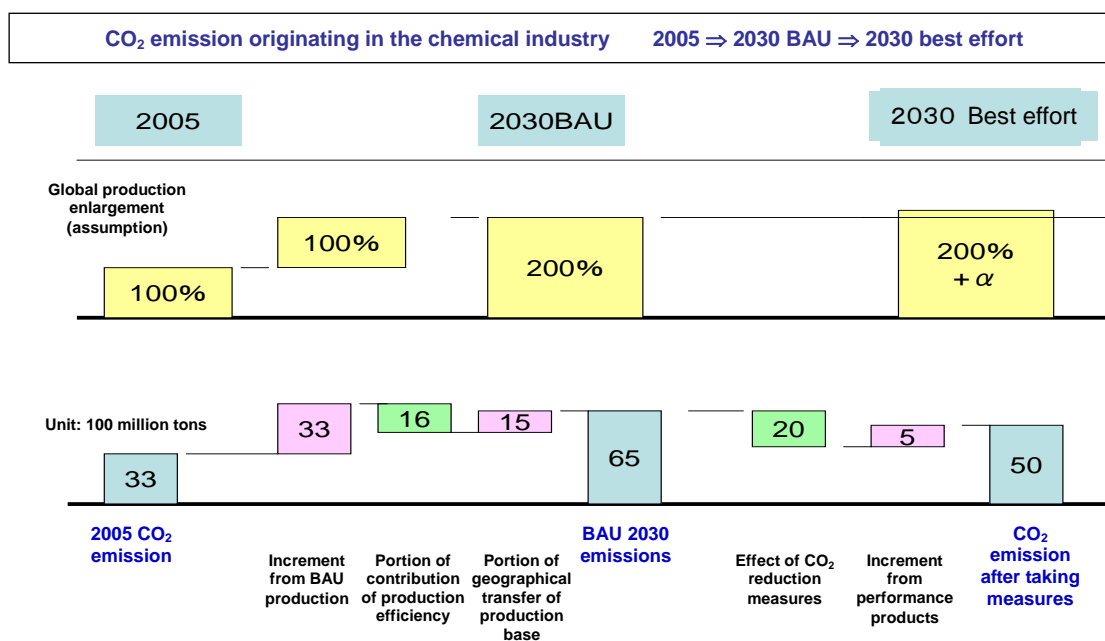 CO₂ emission originating in the chemical industry 2005 ⇒ 2030 BAU ⇒ 2030 best effort
2005
2030BAU
2030 Best effort
Global production
enlargement
(assumption)
100%
100%
200%
200%
+α
Unit: 100 million tons
33
33
16
15
65
20
5
50
2005 CO₂
emission
Increment
from BAU
production
Portion of
contribution
of production
efficiency
Portion of
geographical
transfer of
production
base
BAU 2030
emissions
Effect of CO₂
reduction
measures
Increment
from
performance
products
CO₂
emission
after taking
measures